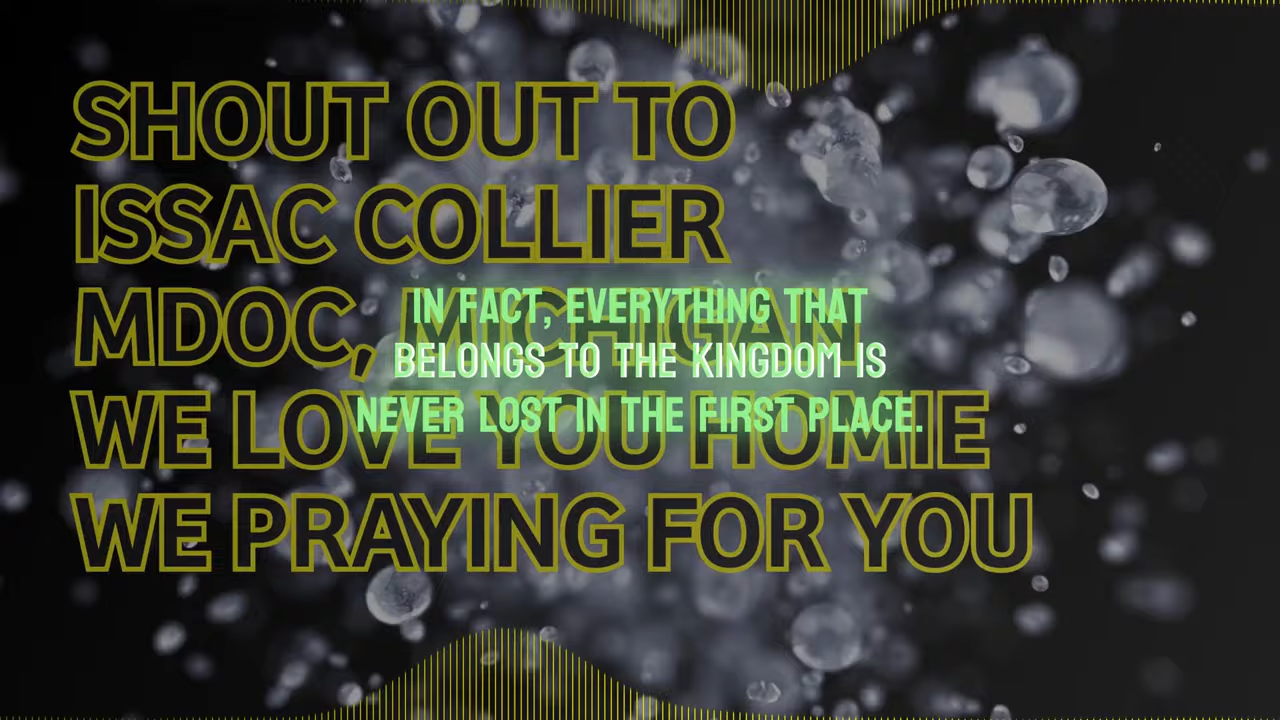 SHOUT OUT TO
ISSAC COLLIER
MDOC, MICHIGAN
WE LOVE YOU HOMIE
WE PRAYING FOR YOU
IN FACT, EVERYTHING THAT
BELONGS TO THE KINGDOM IS
NEVER LOST IN THE FIRST PLACE.